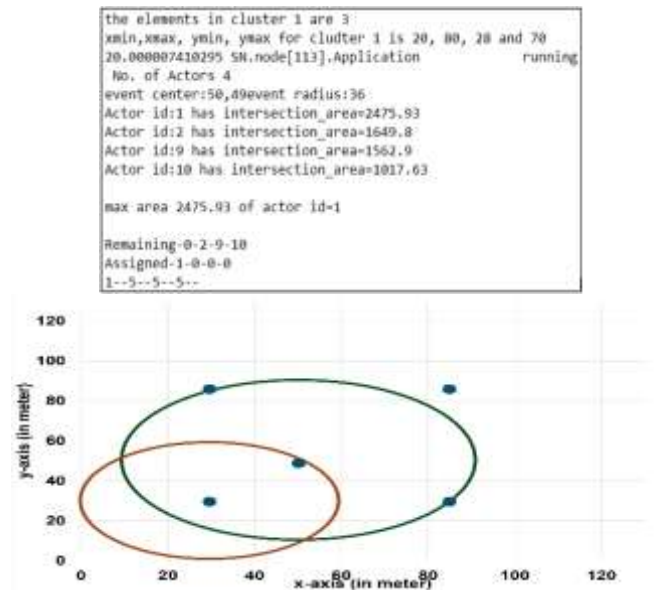 the elements in cluster 1 are 3
xmin,xmax, ymin, ymax for cludter 1 is 20, 80, 28 and 70
20.000007410295 SN.node[113].Application running
No. of Actors 4
event center:50,49event radius:36
Actor id:1 has intersection_area=2475.93
Actor id:2 has intersection_area=1649.8
Actor id:9 has intersection_area=1562.9
Actor id:10 has intersection_area=1017.63
max area 2475.93 of actor id=1
Remaining-0-2-9-10
Assigned-1-0-0-0
1--5--5--5--
120
100
80
60
40
20
0
y-axis (in meter)
0 20 40 60 80 100 120
x-axis (in meter)